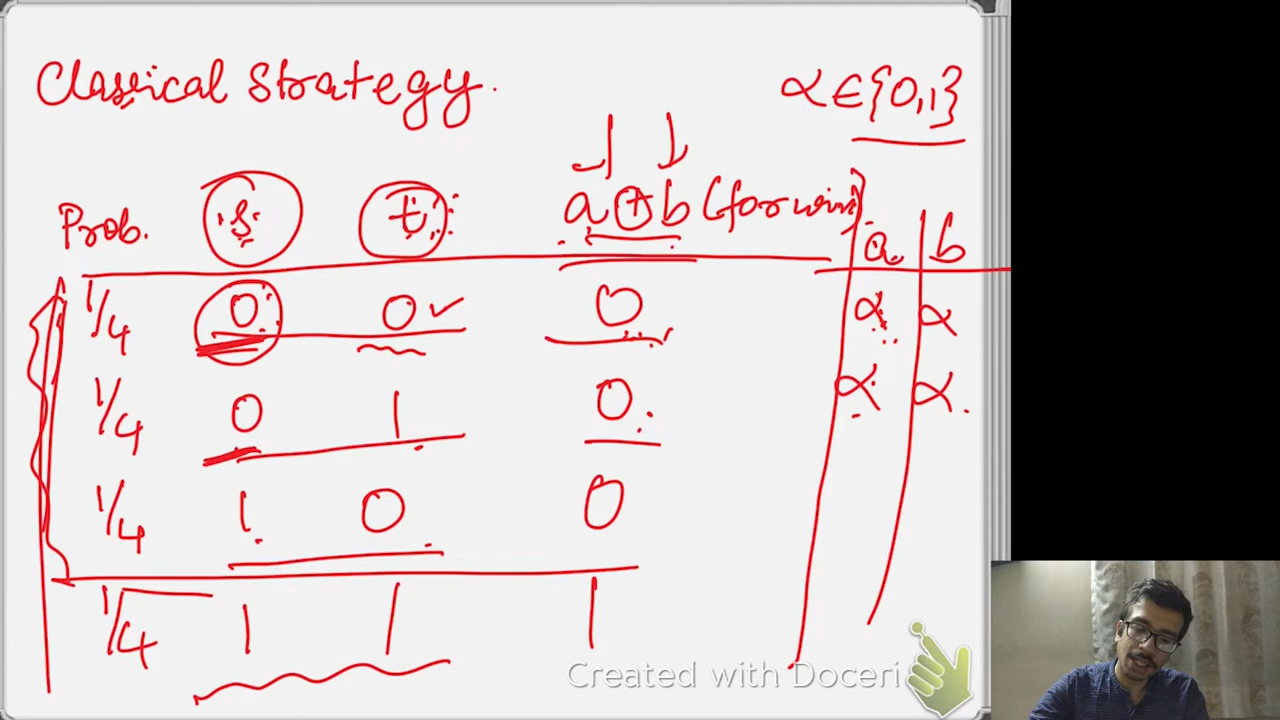 Classical Strategy.
α∈{0,1}
Prob. s t a⊕b (for win) a b
1/4 0 0 ✓ 0 α α
1/4 0 1 0 α α
1/4 1 0 0
1/4 1 1 1
Created with Doceri